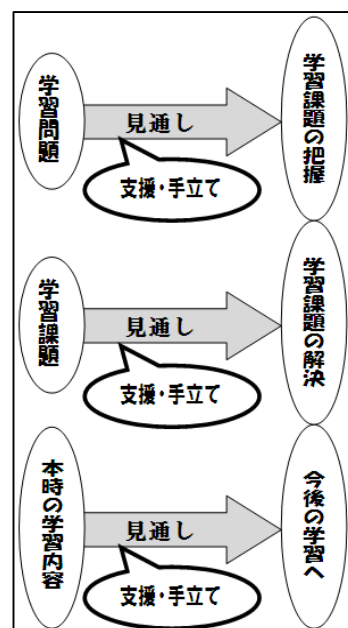 学習問題
見通し
支援・手立て
学習課題の把握
学習課題
見通し
支援・手立て
学習課題の解決
本時の学習内容
見通し
支援・手立て
今後の学習へ